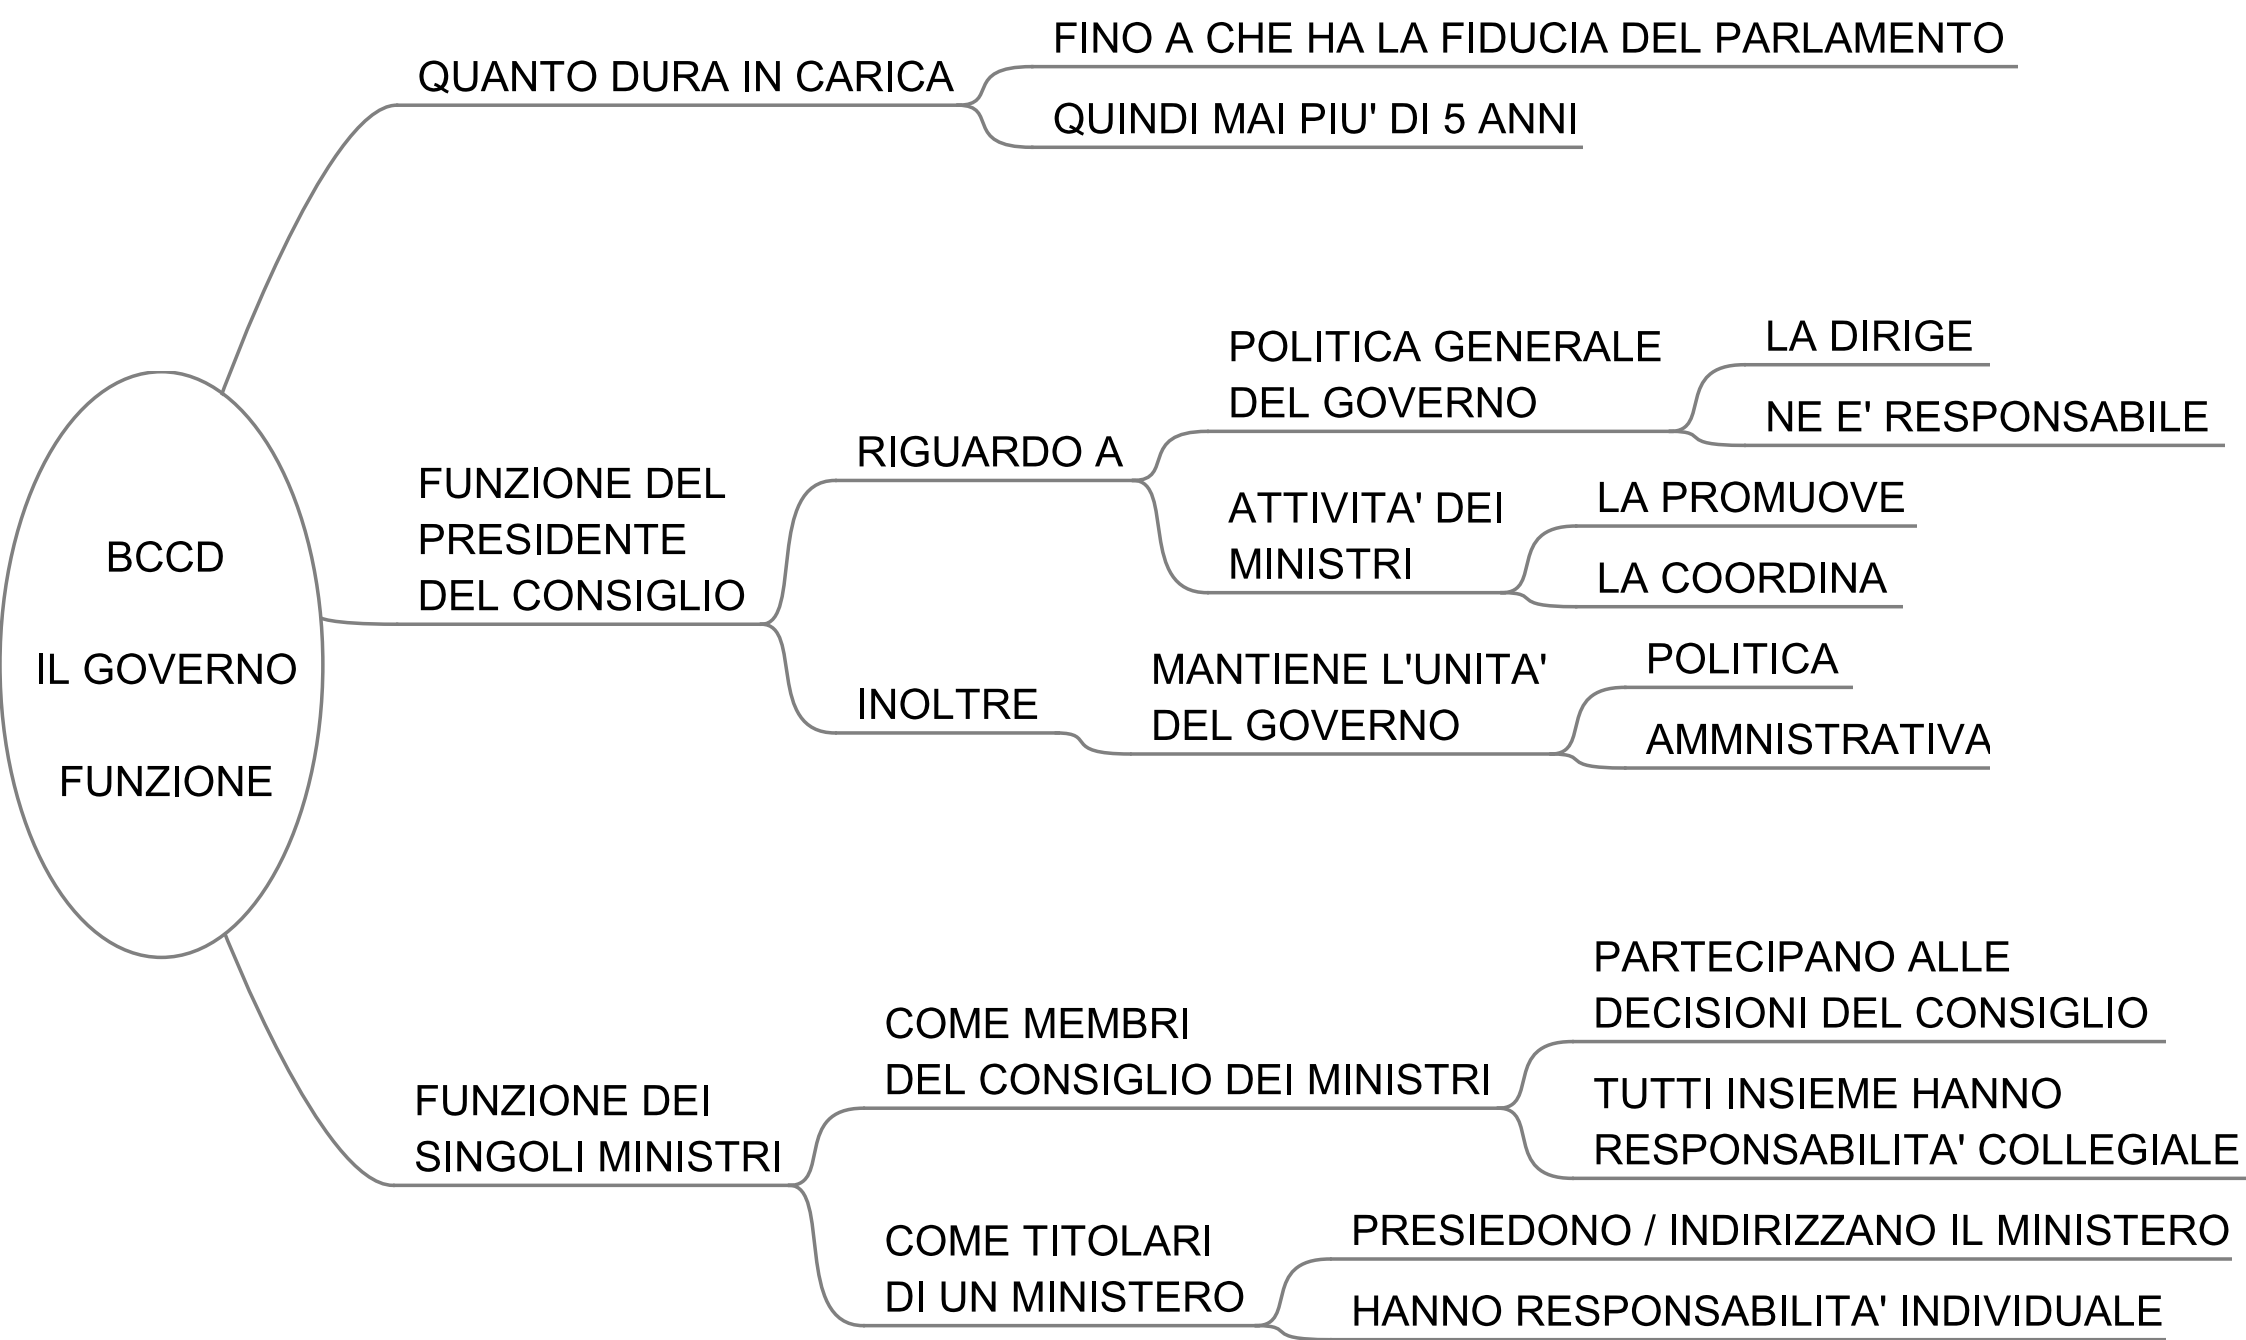 BCCD
IL GOVERNO
FUNZIONE
QUANTO DURA IN CARICA
FINO A CHE HA LA FIDUCIA DEL PARLAMENTO
QUINDI MAI PIU' DI 5 ANNI
FUNZIONE DEL
PRESIDENTE
DEL CONSIGLIO
RIGUARDO A
POLITICA GENERALE
DEL GOVERNO
LA DIRIGE
NE E' RESPONSABILE
ATTIVITA' DEI
MINISTRI
LA PROMUOVE
LA COORDINA
INOLTRE
MANTIENE L'UNITA'
DEL GOVERNO
POLITICA
AMMNISTRATIVA
FUNZIONE DEI
SINGOLI MINISTRI
COME MEMBRI
DEL CONSIGLIO DEI MINISTRI
PARTECIPANO ALLE
DECISIONI DEL CONSIGLIO
TUTTI INSIEME HANNO
RESPONSABILITA' COLLEGIALE
COME TITOLARI
DI UN MINISTERO
PRESIEDONO / INDIRIZZANO IL MINISTERO
HANNO RESPONSABILITA' INDIVIDUALE